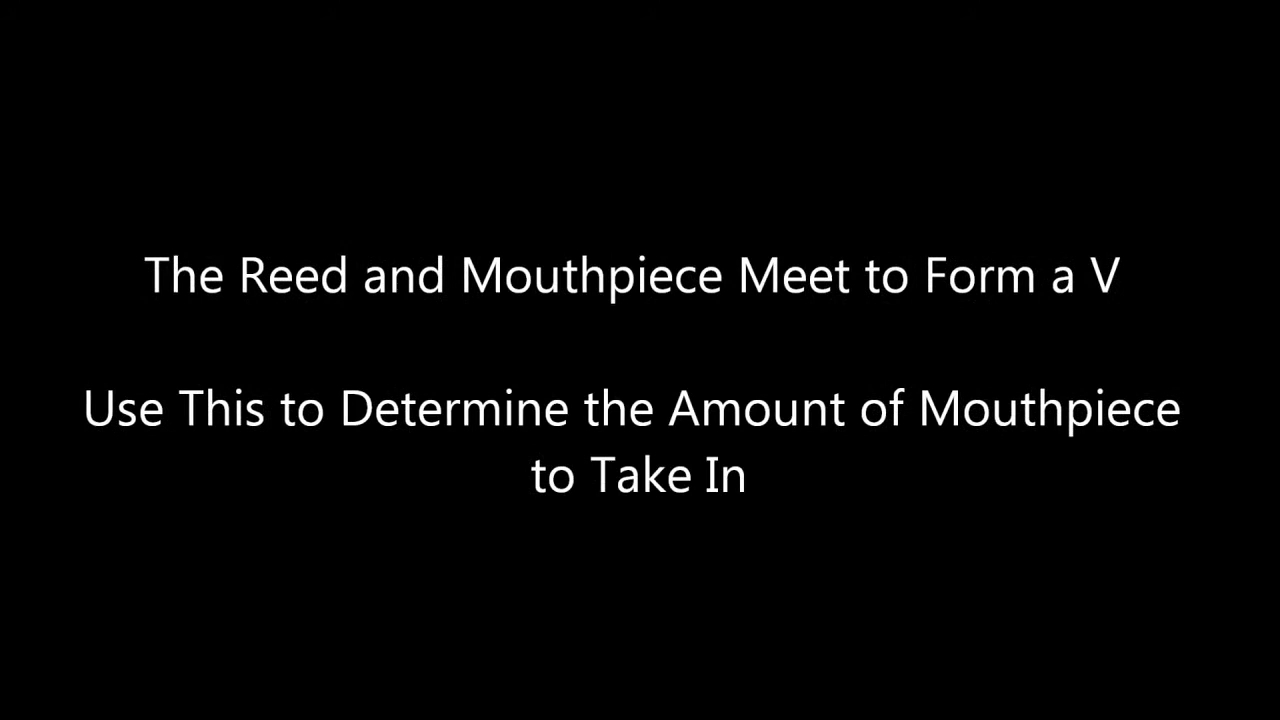 The Reed and Mouthpiece Meet to Form a V
Use This to Determine the Amount of Mouthpiece
to Take In